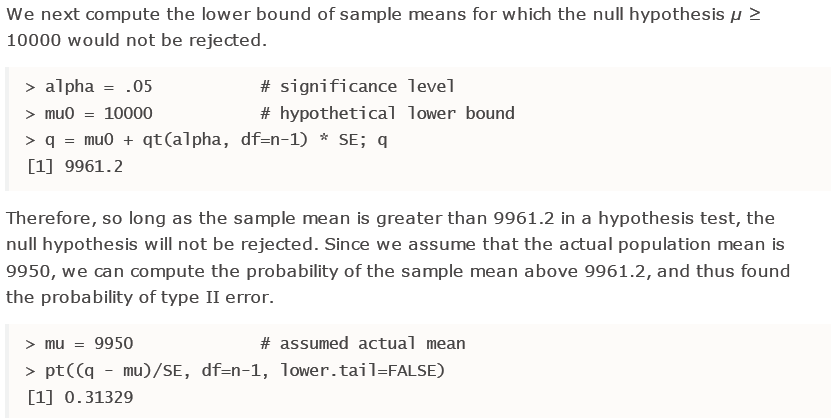 We next compute the lower bound of sample means for which the null hypothesis μ ≥
10000 would not be rejected.
> alpha = .05 # significance level
> mu0 = 10000 # hypothetical lower bound
> q = mu0 + qt(alpha, df=n-1) * SE; q
[1] 9961.2
Therefore, so long as the sample mean is greater than 9961.2 in a hypothesis test, the
null hypothesis will not be rejected. Since we assume that the actual population mean is
9950, we can compute the probability of the sample mean above 9961.2, and thus found
the probability of type II error.
> mu = 9950 # assumed actual mean
> pt((q - mu)/SE, df=n-1, lower.tail=FALSE)
[1] 0.31329